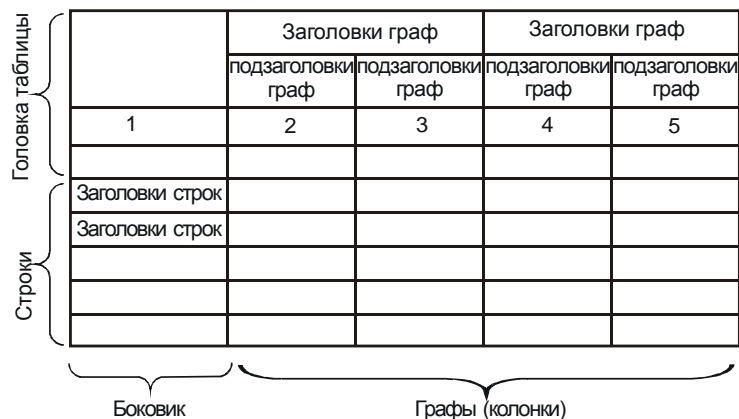 Головка таблицы
Заголовки граф Заголовки граф
подзаголовки граф подзаголовки граф подзаголовки граф подзаголовки граф
1 2 3 4 5
Строки
Заголовки строк
Заголовки строк
Боковик Графы (колонки)